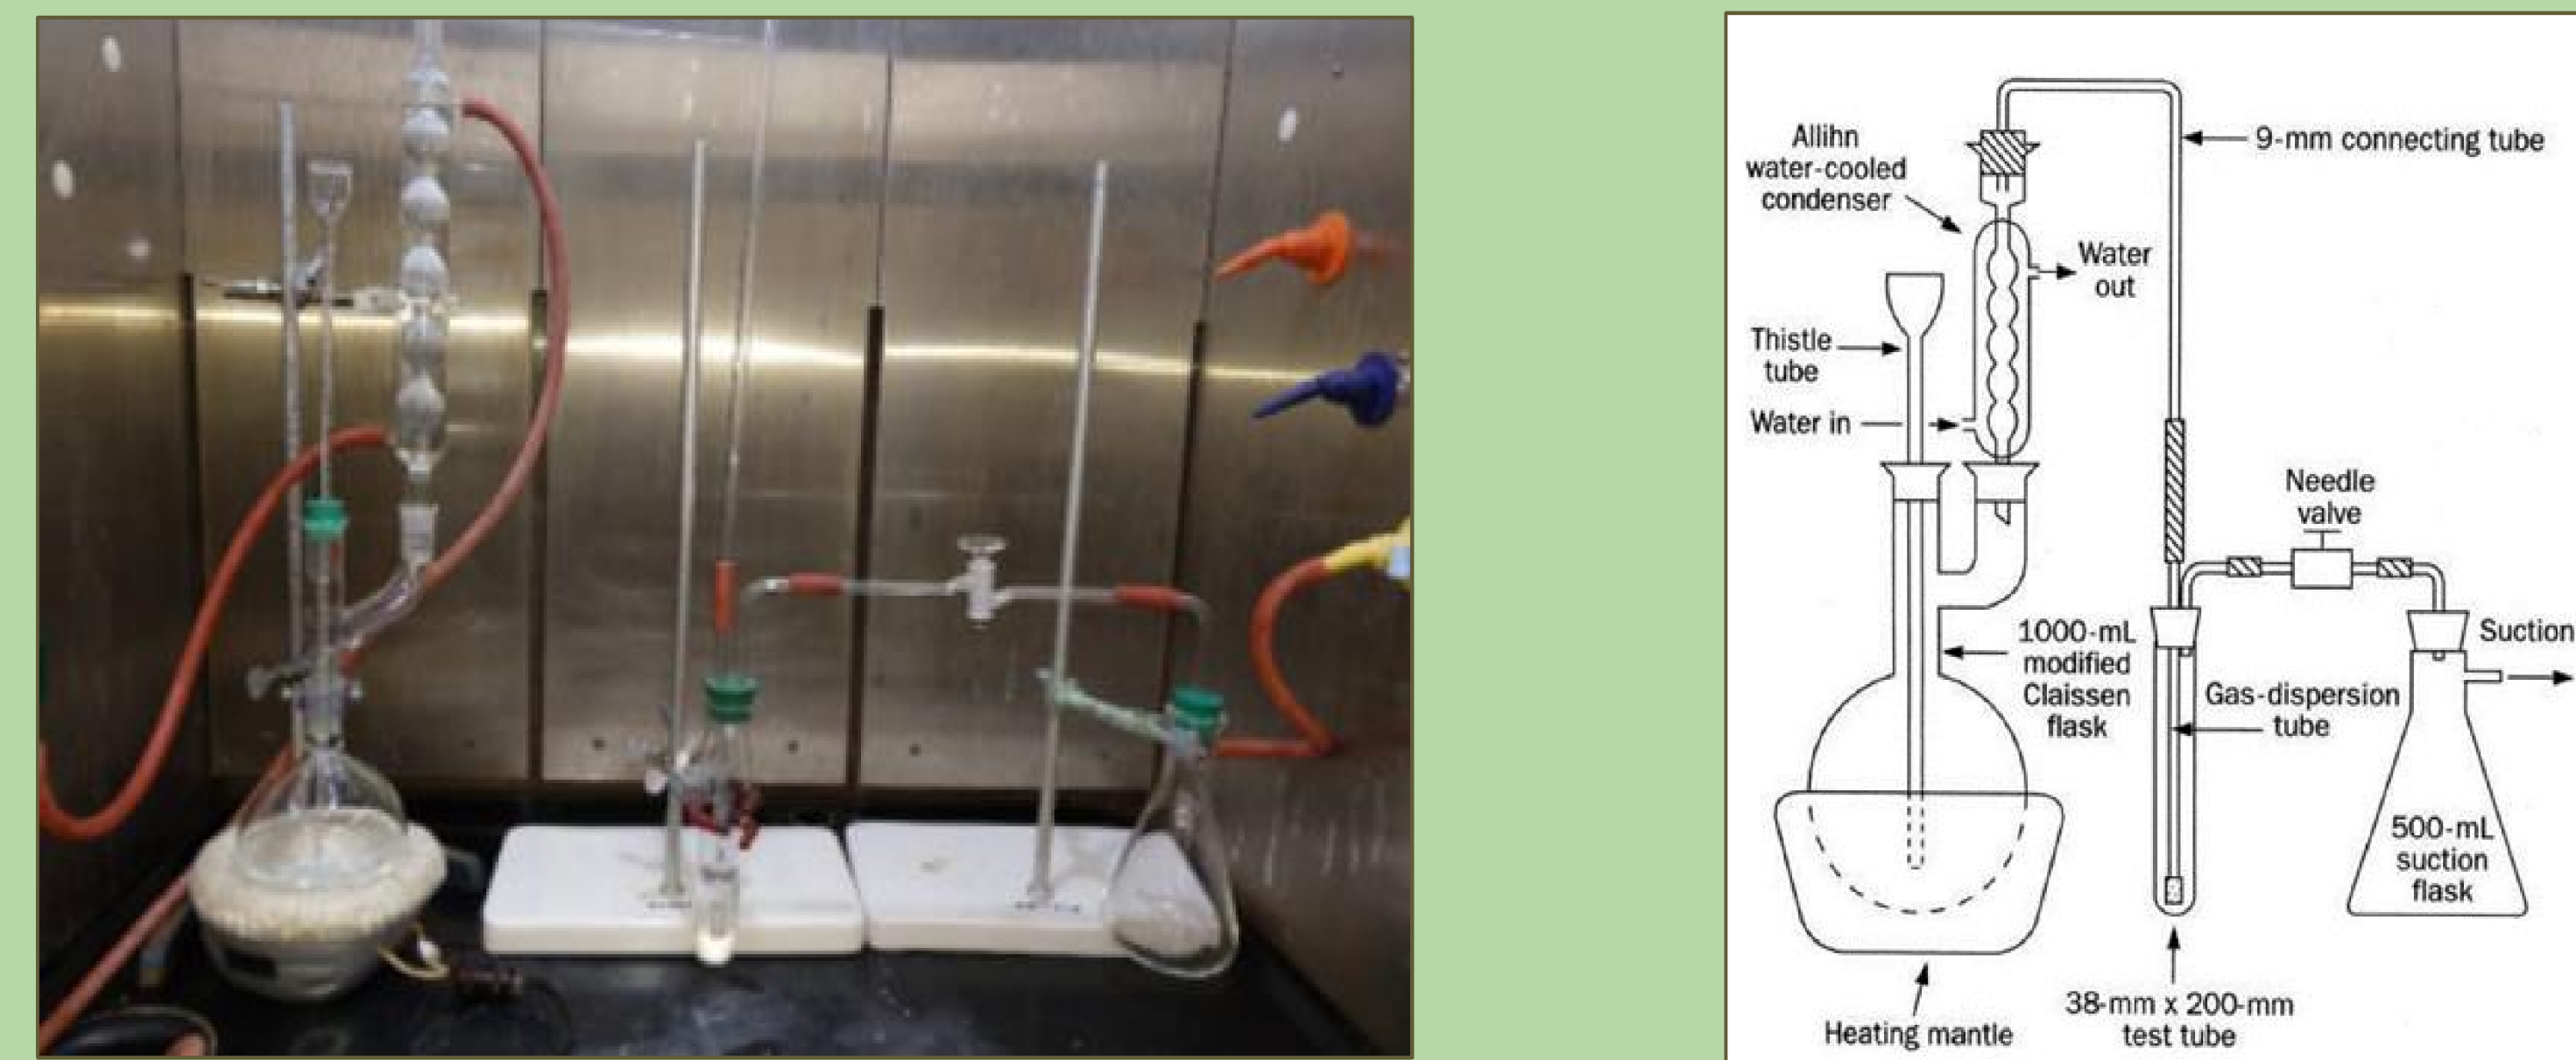 Allihn
water-cooled
condenser
9-mm connecting tube
Water
out
Thistle
tube
Water in
Needle
valve
1000-mL
modified
Claissen
flask
Suction
Gas-dispersion
tube
500-mL
suction
flask
Heating mantle
38-mm x 200-mm
test tube